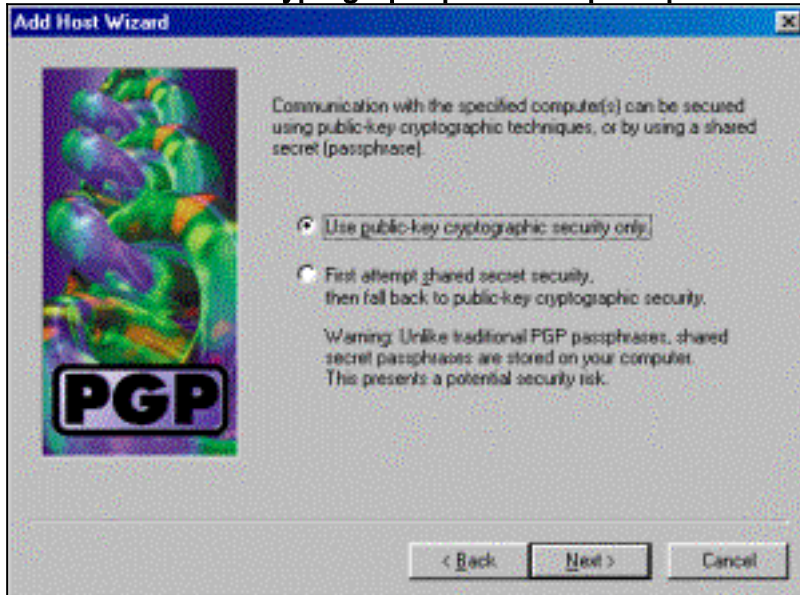 Add Host Wizard
Communication with the specified computer(s) can be secured
using public-key cryptographic techniques, or by using a shared
secret (passphrase).
Use public-key cryptographic security only.
First attempt shared secret security,
then fall back to public-key cryptographic security.
Warning: Unlike traditional PGP passphrases, shared
secret passphrases are stored on your computer.
This presents a potential security risk.
PGP
< Back
Next >
Cancel